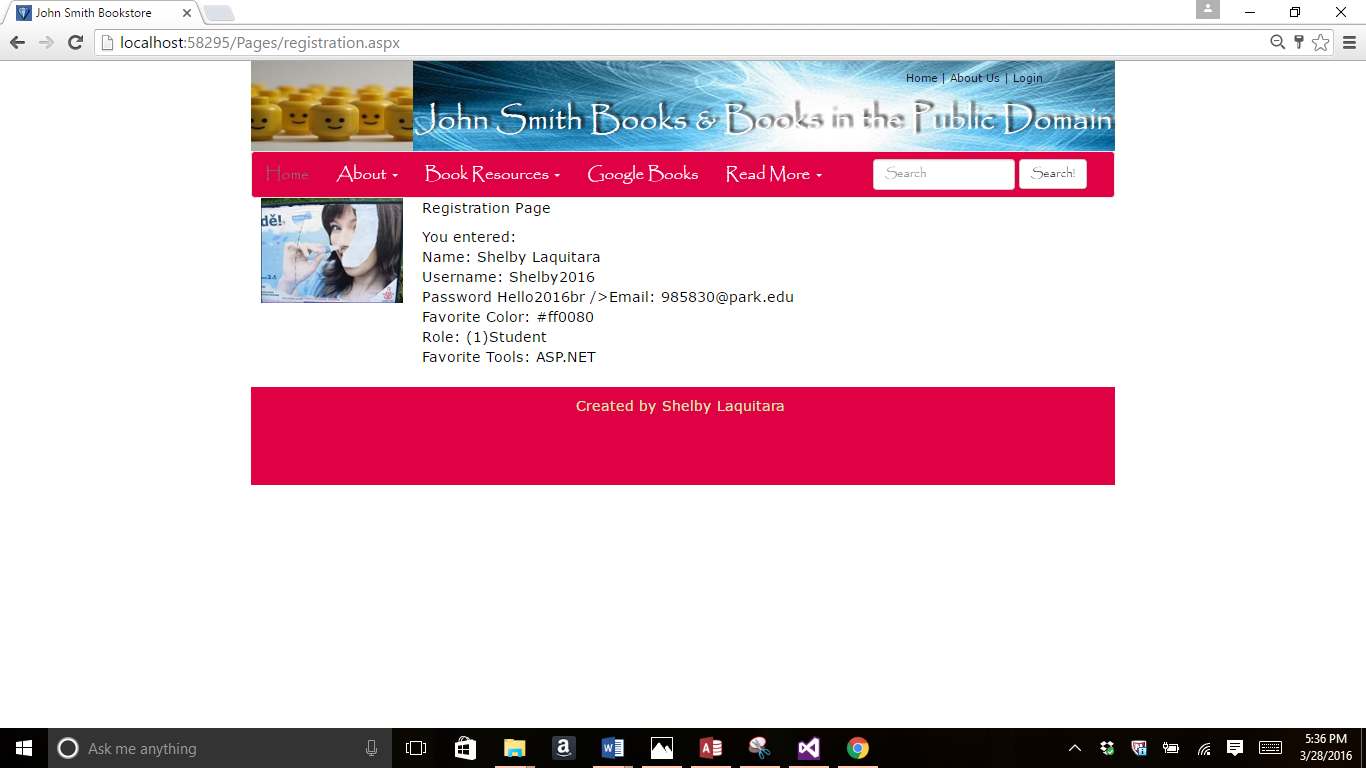 John Smith Bookstore
localhost:58295/Pages/registration.aspx
Home | About Us | Login
John Smith Books & Books in the Public Domain
Home About Book Resources Google Books Read More Search Search!
dě!
Registration Page
You entered:
Name: Shelby Laquitara
Username: Shelby2016
Password Hello2016br />Email: 985830@park.edu
Favorite Color: #ff0080
Role: (1)Student
Favorite Tools: ASP.NET
Created by Shelby Laquitara
Ask me anything
5:36 PM
3/28/2016